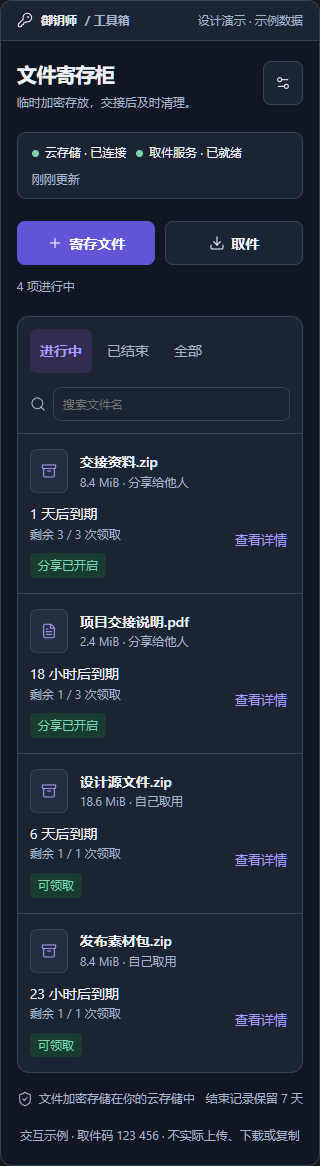 御钥师 / 工具箱 设计演示 · 示例数据
文件寄存柜
临时加密存放，交接后及时清理。
云存储 · 已连接 取件服务 · 已就绪
刚刚更新
寄存文件 取件
4 项进行中
进行中 已结束 全部
搜索文件名
交接资料.zip
8.4 MiB · 分享给他人
1 天后到期
剩余 3 / 3 次领取
查看详情
分享已开启
项目交接说明.pdf
2.4 MiB · 分享给他人
18 小时后到期
剩余 1 / 3 次领取
查看详情
分享已开启
设计源文件.zip
18.6 MiB · 自己取用
6 天后到期
剩余 1 / 1 次领取
查看详情
可领取
发布素材包.zip
8.4 MiB · 自己取用
23 小时后到期
剩余 1 / 1 次领取
查看详情
可领取
文件加密存储在你的云存储中 结束记录保留 7 天
交互示例 · 取件码 123 456 · 不实际上传、下载或复制